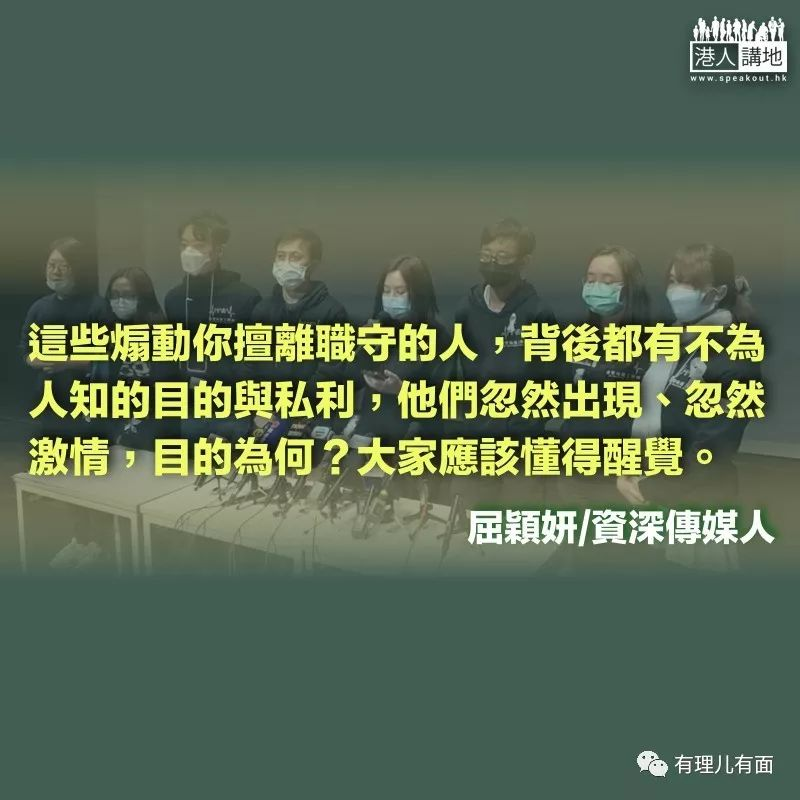 港人講地
www.speakout.hk
這些煽動你擅離職守的人，背後都有不為
人知的目的與私利，他們忽然出現、忽然
激情，目的為何？大家應該懂得醒覺。
屈穎妍/資深傳媒人
有理儿有面